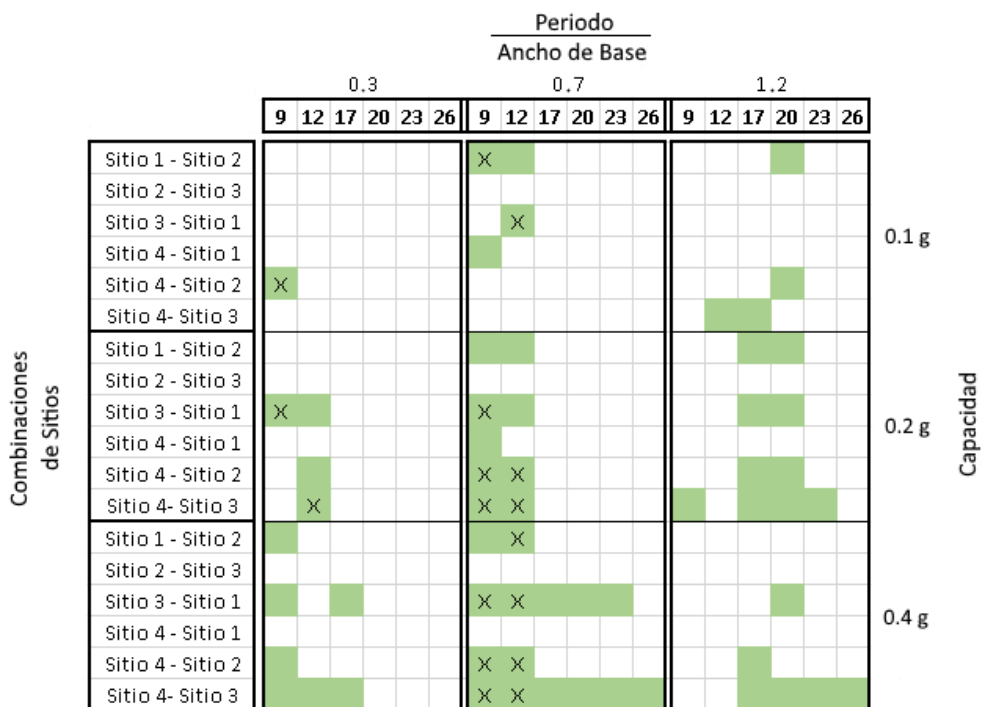 Periodo
Ancho de Base
0.3 0.7 1.2
9 12 17 20 23 26 9 12 17 20 23 26 9 12 17 20 23 26
Sitio 1 - Sitio 2 X
Sitio 2 - Sitio 3
Sitio 3 - Sitio 1 X
0.1 g
Sitio 4 - Sitio 1
Sitio 4 - Sitio 2 X
Sitio 4- Sitio 3
Sitio 1 - Sitio 2
Sitio 2 - Sitio 3
Sitio 3 - Sitio 1 X X
Combinaciones
de Sitios
0.2 g
Capacidad
Sitio 4 - Sitio 1
Sitio 4 - Sitio 2 X X
Sitio 4- Sitio 3 X X X
Sitio 1 - Sitio 2 X
Sitio 2 - Sitio 3
Sitio 3 - Sitio 1 X X
0.4 g
Sitio 4 - Sitio 1
Sitio 4 - Sitio 2 X X
Sitio 4- Sitio 3 X X